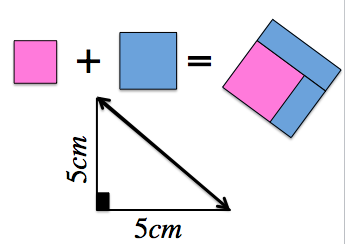 + =
5cm
5cm